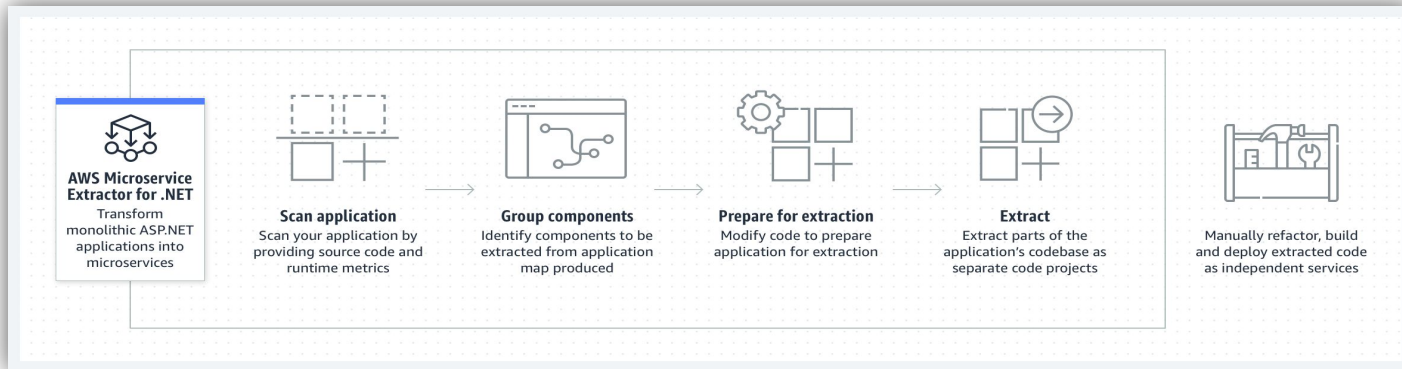 AWS Microservice
Extractor for .NET
Transform
monolithic ASP.NET
applications into
microservices
Scan application
Scan your application by
providing source code and
runtime metrics
Group components
Identify components to be
extracted from application
map produced
Prepare for extraction
Modify code to prepare
application for extraction
Extract
Extract parts of the
application's codebase as
separate code projects
Manually refactor, build
and deploy extracted code
as independent services